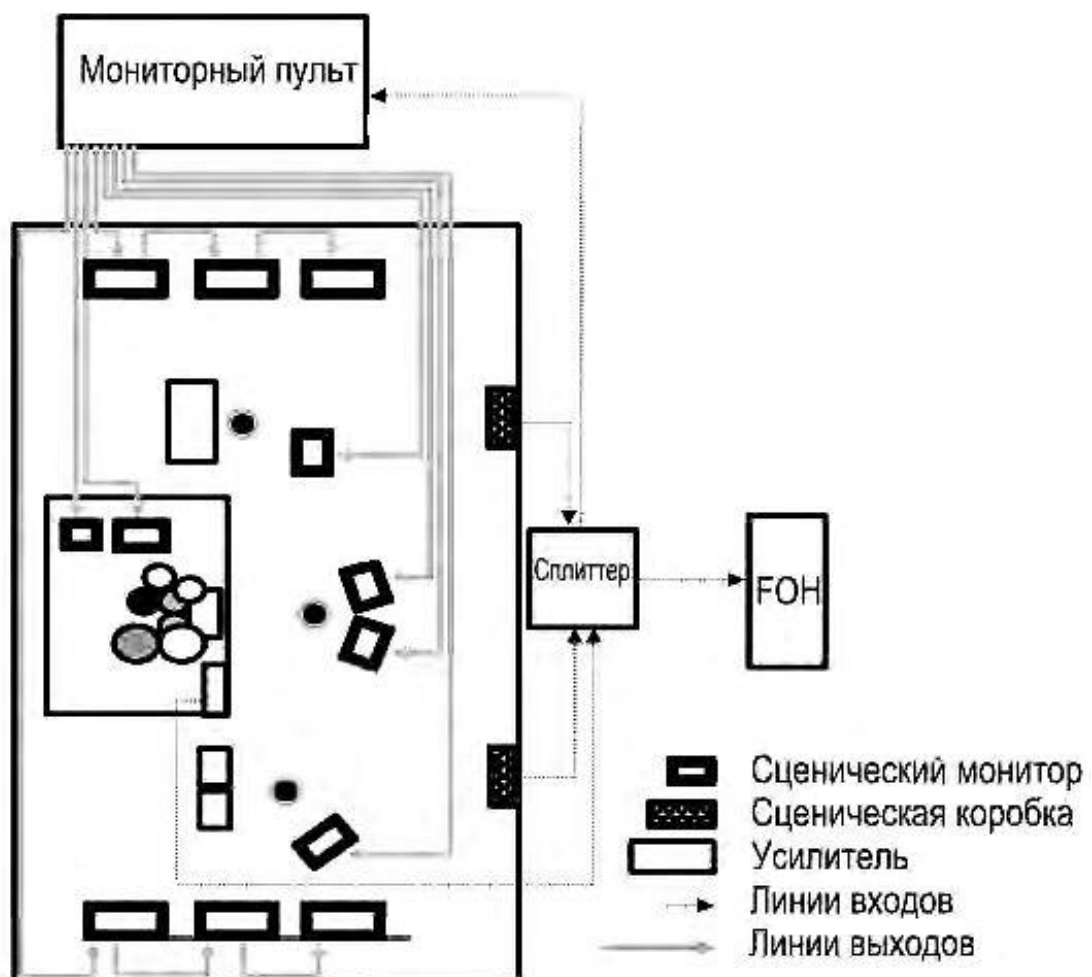 Мониторный пульт
Сплиттер
FOH
Сценический монитор
Сценическая коробка
Усилитель
Линии входов
Линии выходов